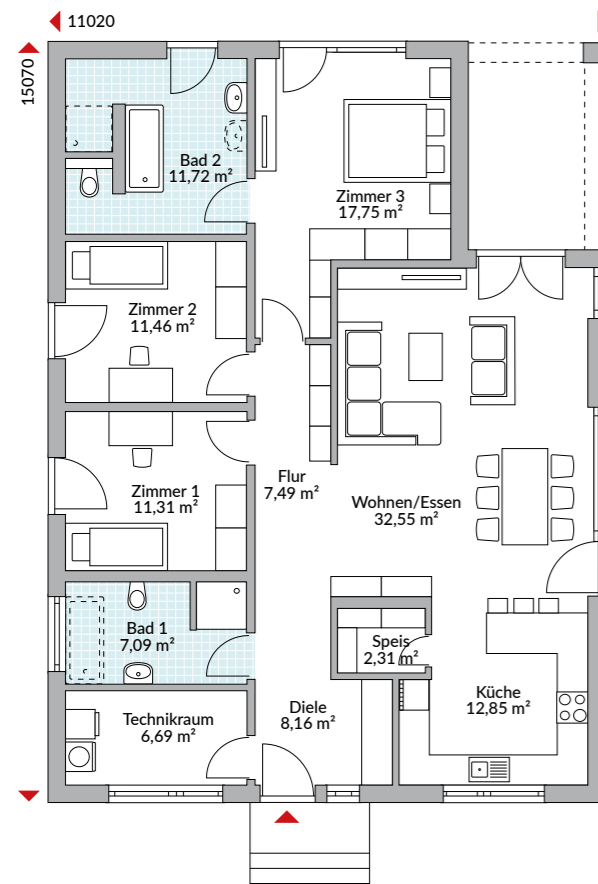 11020
15070
Bad 2
11,72 m²
Zimmer 3
17,75 m²
Zimmer 2
11,46 m²
Zimmer 1
11,31 m²
Flur
7,49 m²
Wohnen/Essen
32,55 m²
Bad 1
7,09 m²
Speis
2,31 m²
Küche
12,85 m²
Diele
8,16 m²
Technikraum
6,69 m²